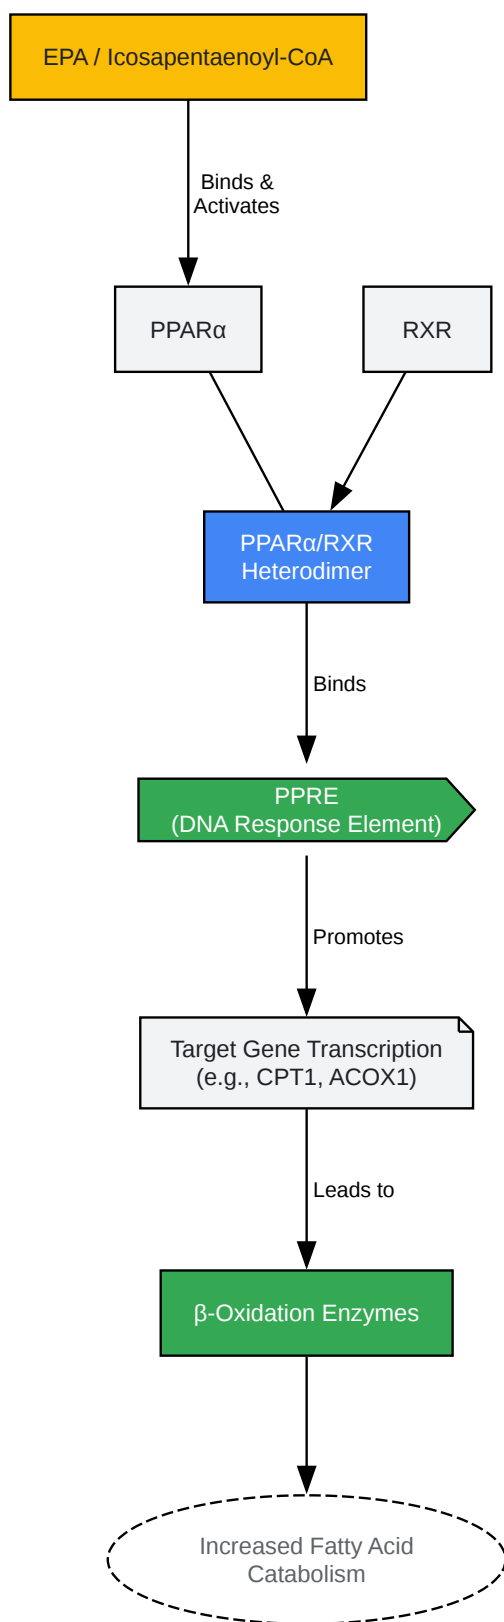 EPA / Icosapentaenoyl-CoA
Binds &
Activates
PPARα
RXR
PPARα/RXR
Heterodimer
Binds
PPRE
(DNA Response Element)
Promotes
Target Gene Transcription
(e.g., CPT1, ACOX1)
Leads to
β-Oxidation Enzymes
Increased Fatty Acid
Catabolism